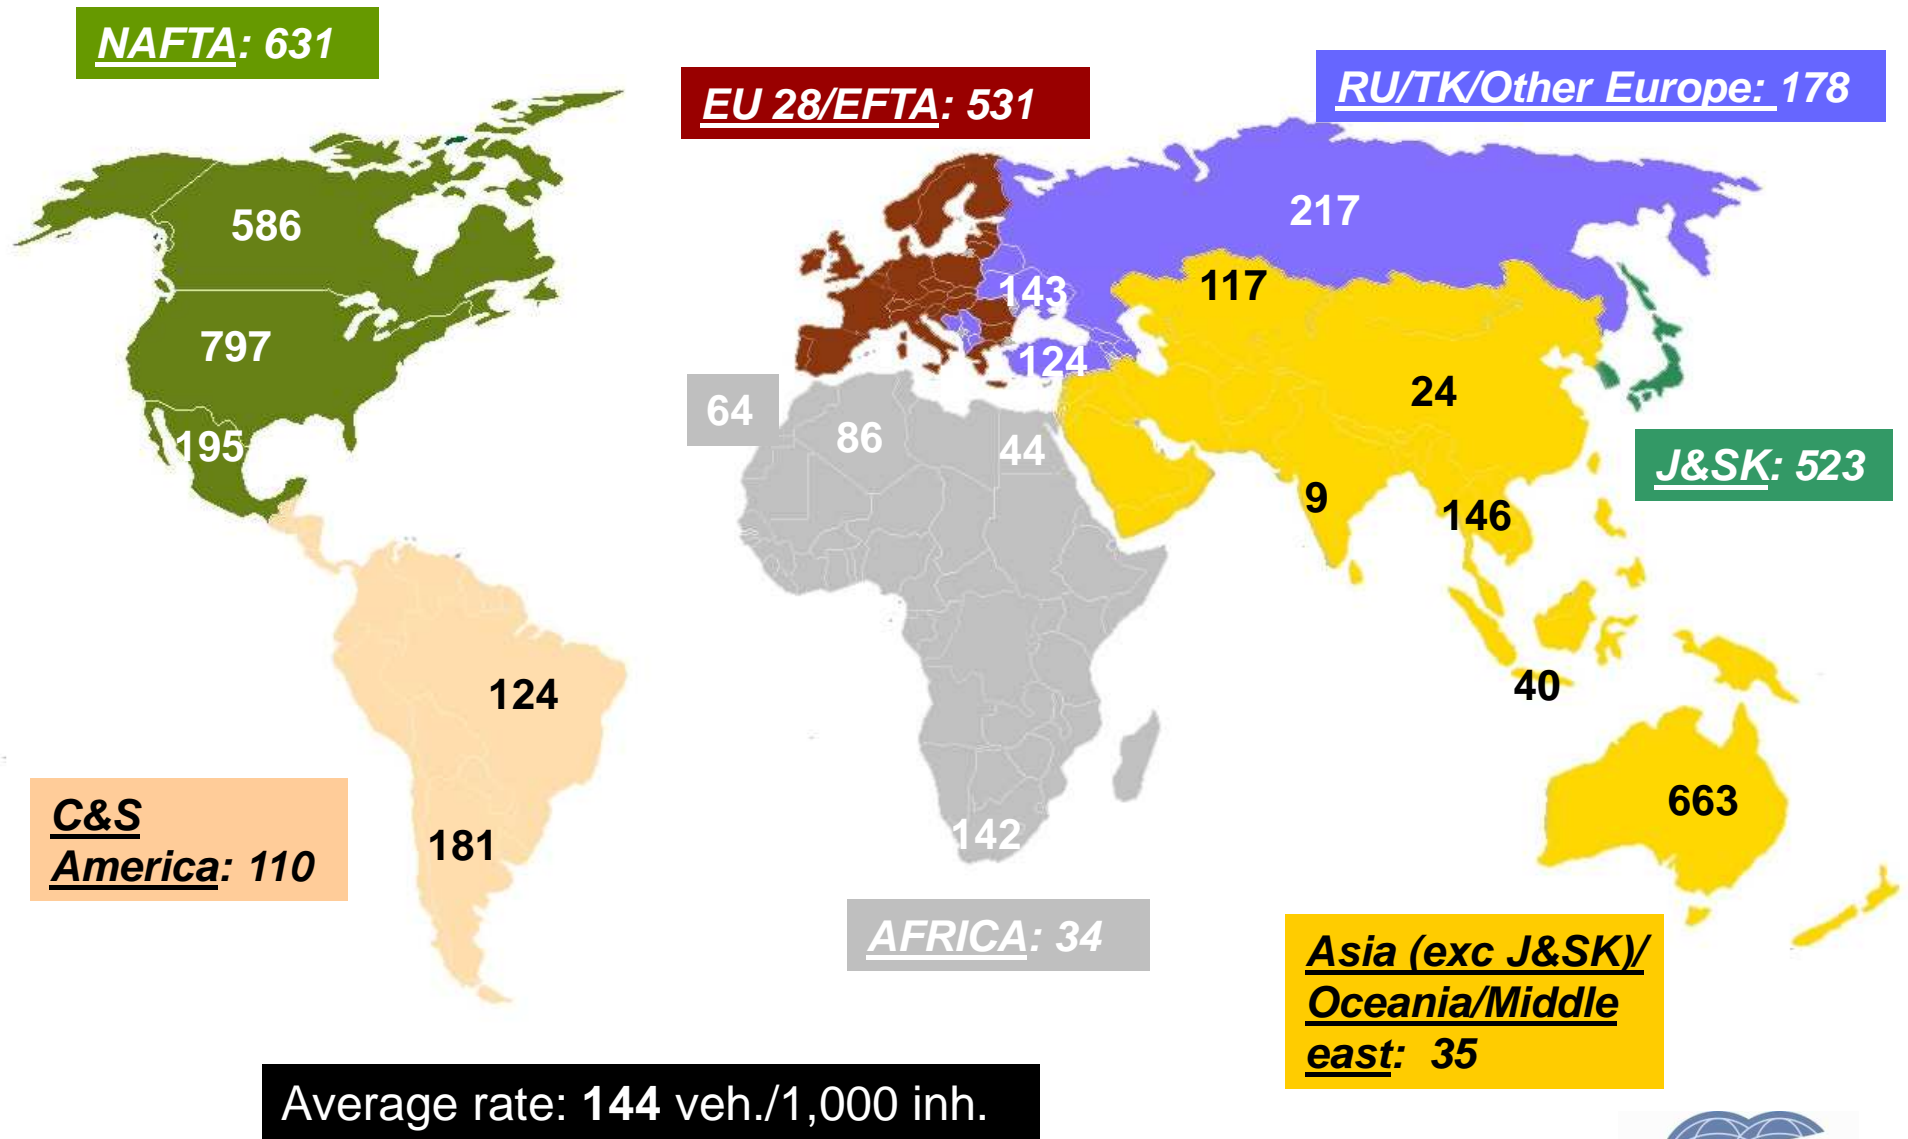 NAFTA: 631
EU 28/EFTA: 531
RU/TK/Other Europe: 178
586
217
117
143
797
124
24
64
86
44
195
J&SK: 523
9
146
40
124
663
C&S
America: 110
181
142
AFRICA: 34
Asia (exc J&SK)/
Oceania/Middle
east: 35
Average rate: 144 veh./1,000 inh.